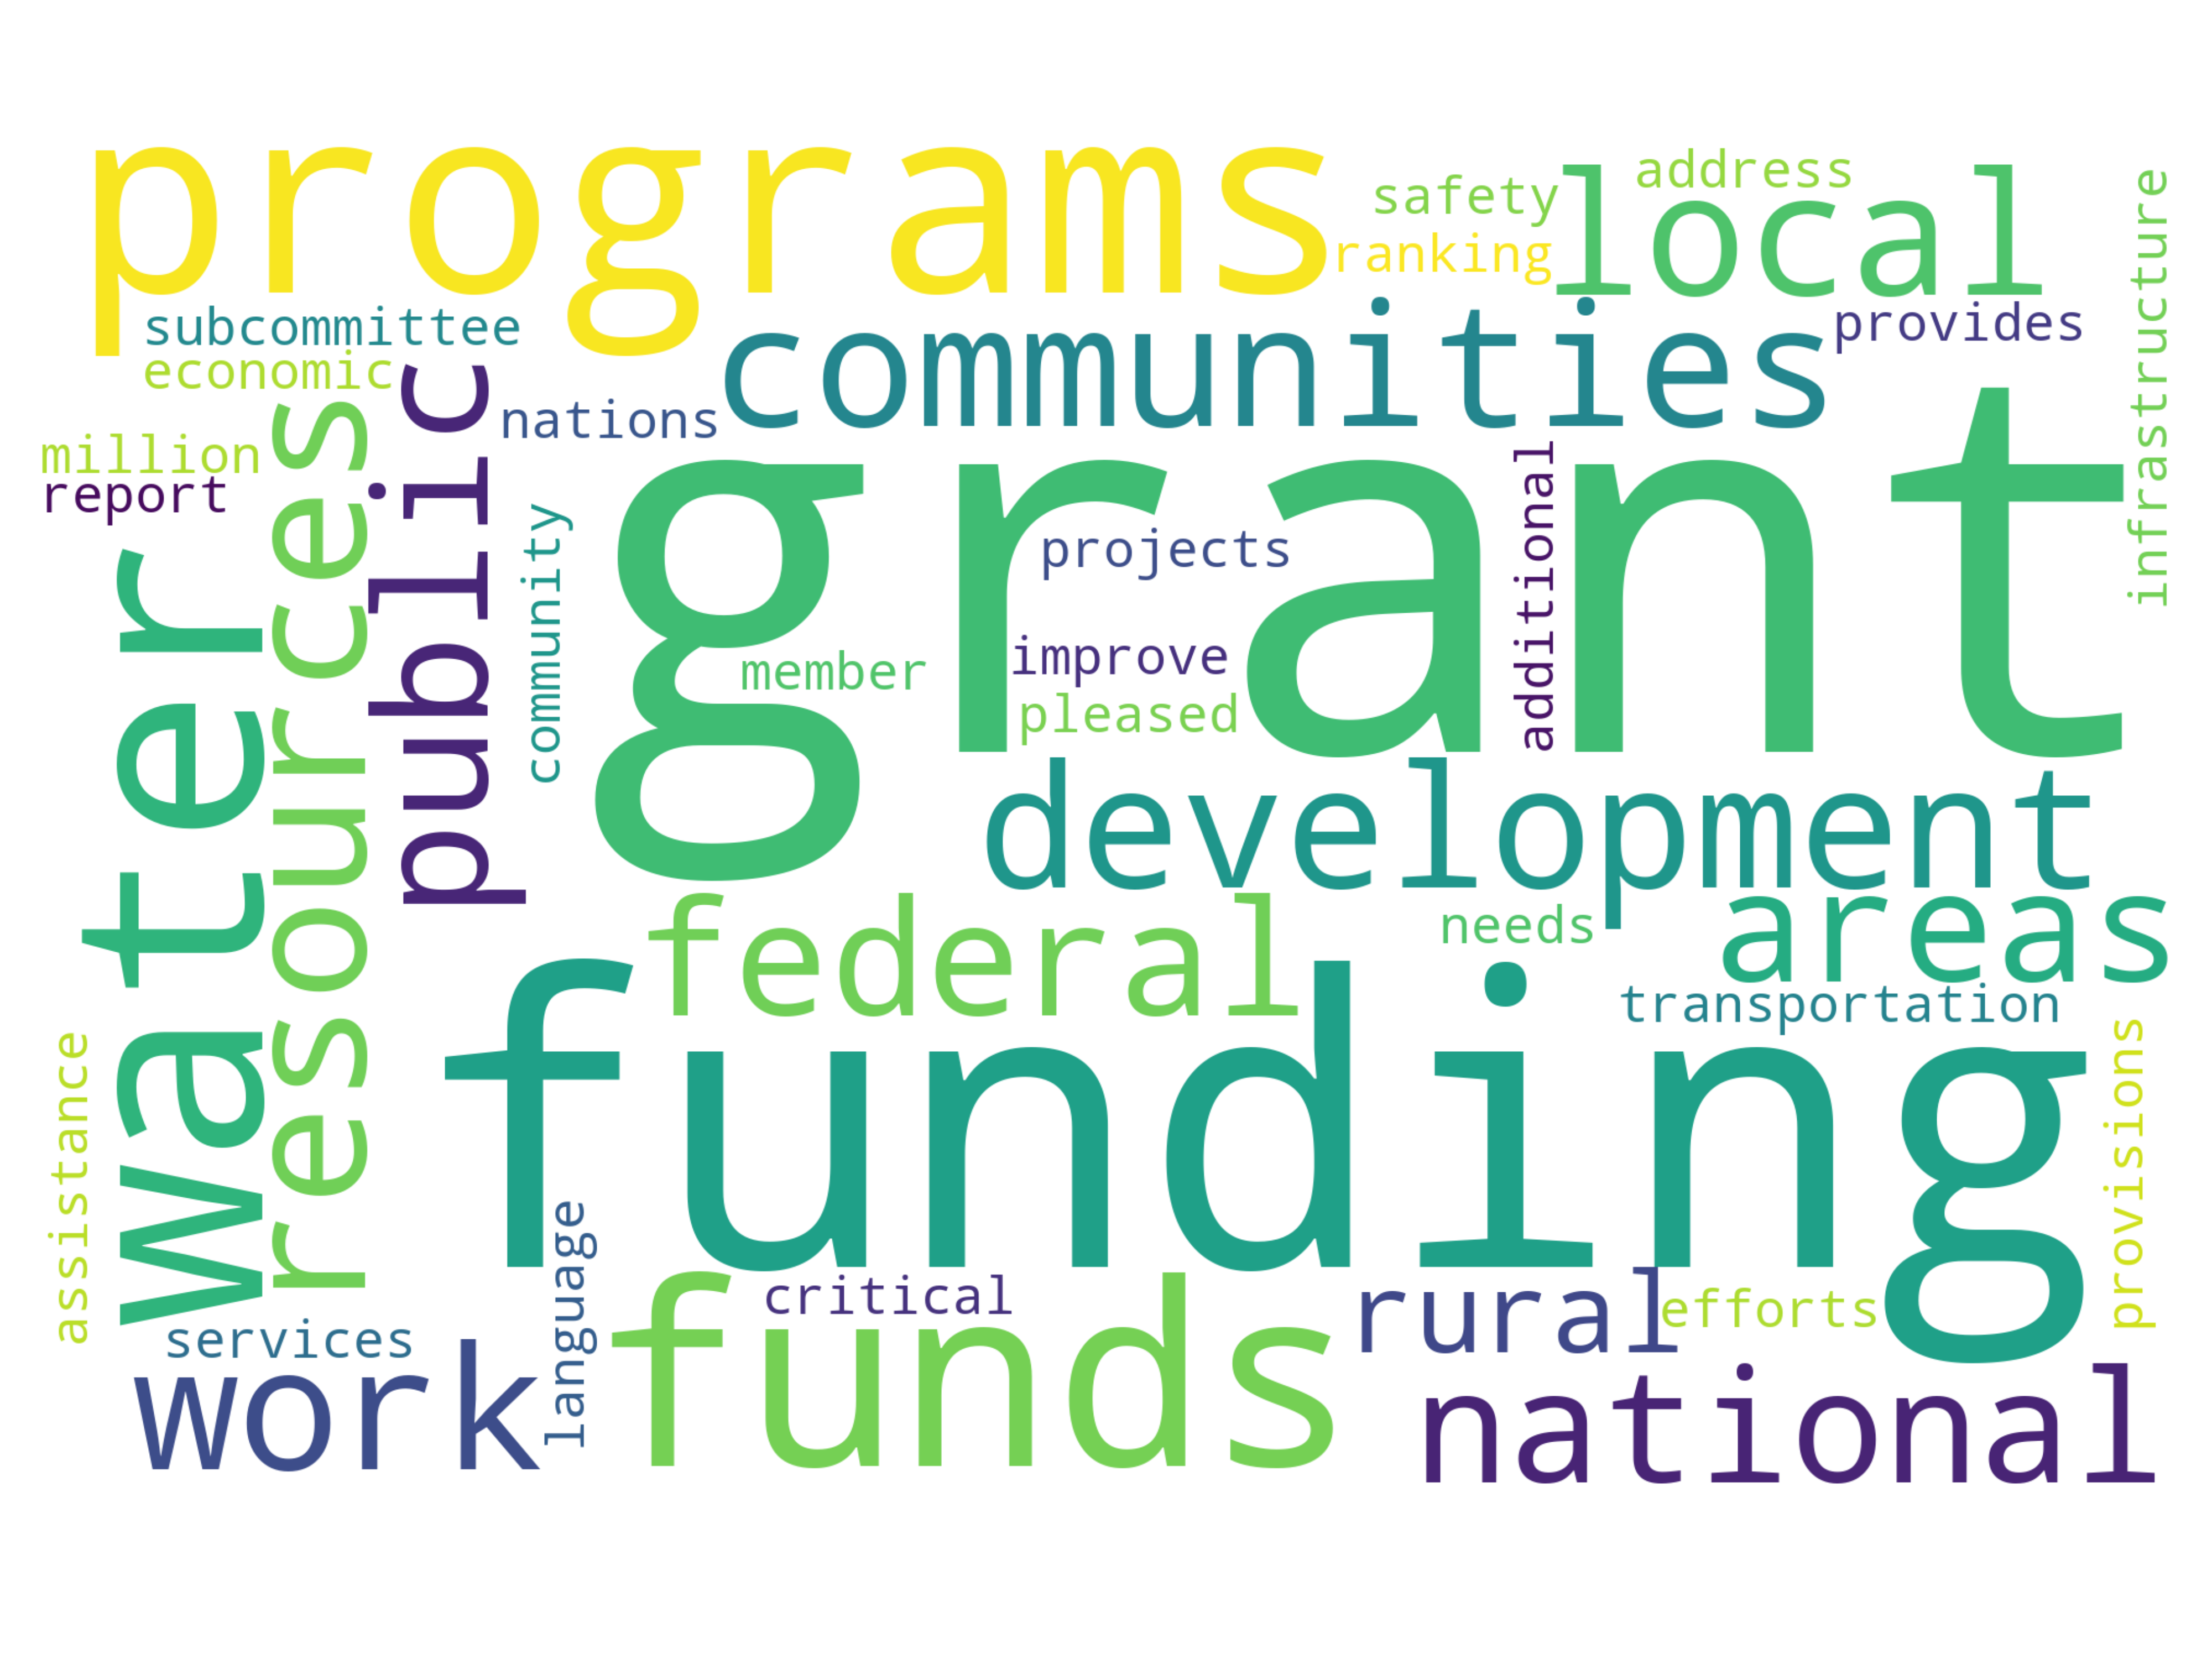 programs
safety
address
local
ranking
infrastructure
subcommittee
communities
provides
economic
nations
million
report
resources
public
grant
community
projects
additional
water
member
improve
pleased
development
federal
needs
areas
transportation
funding
assistance
provisions
language
critical
rural
efforts
services
work
funds
national